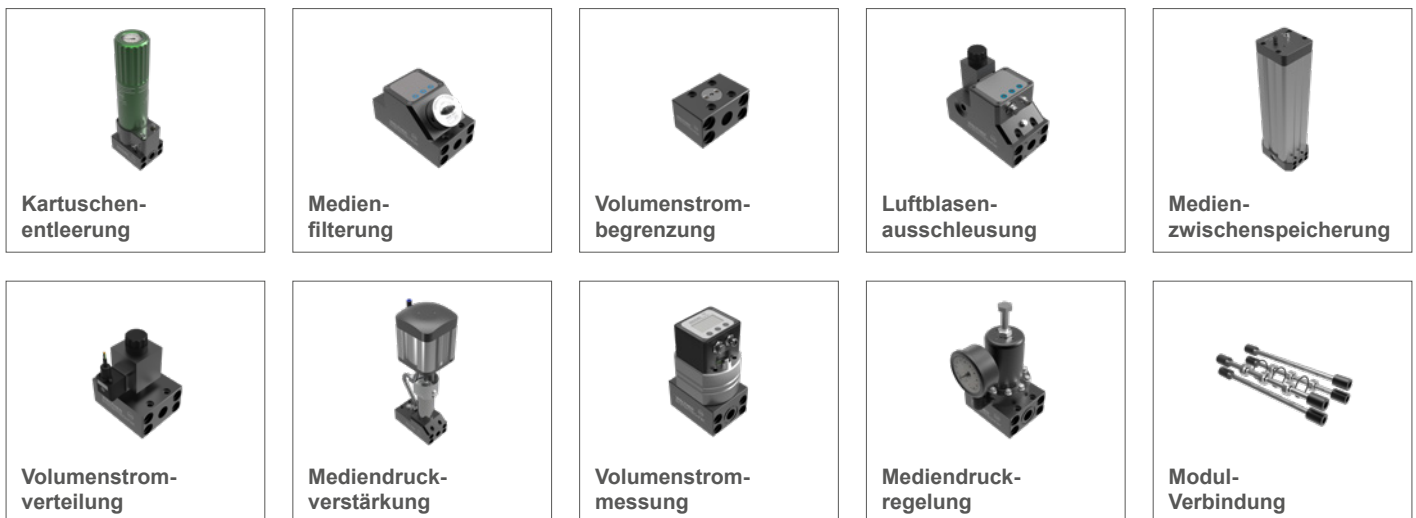 Kartuschen-
entleerung
Medien-
filterung
Volumenstrom-
begrenzung
Luftblasen-
ausschleusung
Medien-
zwischenspeicherung
Volumenstrom-
verteilung
Mediendruck-
verstärkung
Volumenstrom-
messung
Mediendruck-
regelung
Modul-
Verbindung